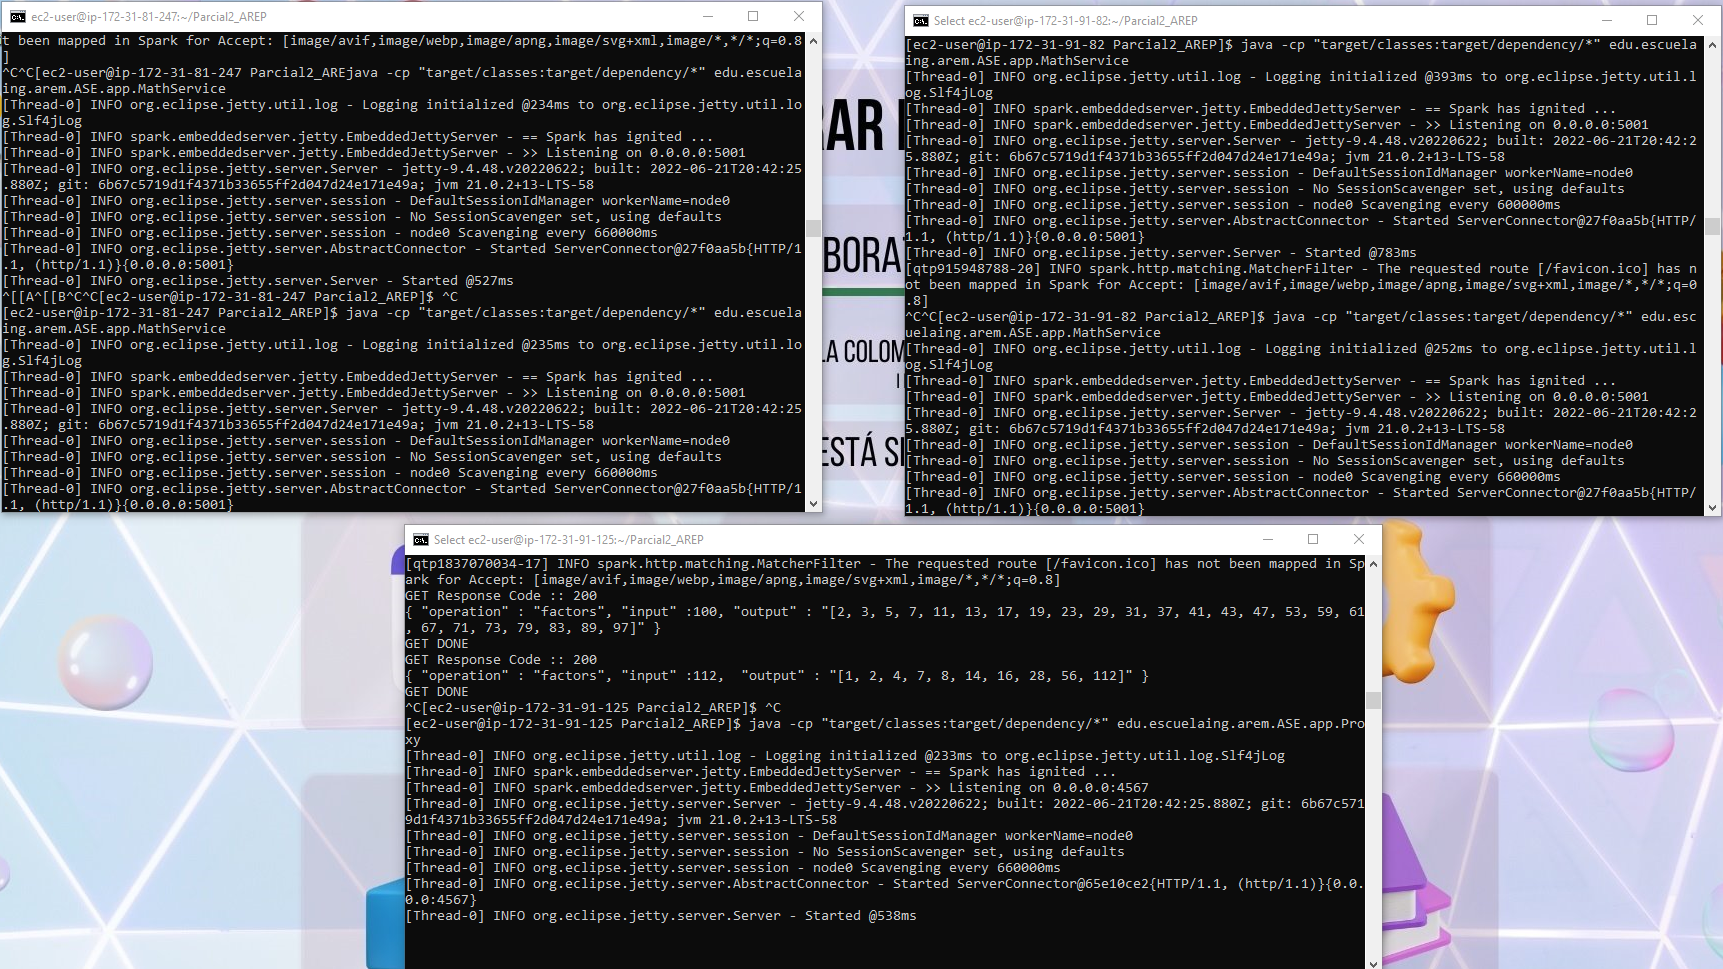 ec2-user@ip-172-31-81-247:~/Parcial2_AREP
t been mapped in Spark for Accept: [image/avif,image/webp,image/apng,image/svg+xml,image/*,*/*;q=0.8
]
^C^C[ec2-user@ip-172-31-81-247 Parcial2_AREjava -cp "target/classes:target/dependency/*" edu.escuela
ing.arem.ASE.app.MathService
[Thread-0] INFO org.eclipse.jetty.util.log - Logging initialized @234ms to org.eclipse.jetty.util.lo
g.Slf4jLog
[Thread-0] INFO spark.embeddedserver.jetty.EmbeddedJettyServer - == Spark has ignited ...
[Thread-0] INFO spark.embeddedserver.jetty.EmbeddedJettyServer - >> Listening on 0.0.0.0:5001
[Thread-0] INFO org.eclipse.jetty.server.Server - jetty-9.4.48.v20220622; built: 2022-06-21T20:42:25
.880Z; git: 6b67c5719d1f4371b33655ff2d047d24e171e49a; jvm 21.0.2+13-LTS-58
[Thread-0] INFO org.eclipse.jetty.server.session - DefaultSessionIdManager workerName=node0
[Thread-0] INFO org.eclipse.jetty.server.session - No SessionScavenger set, using defaults
[Thread-0] INFO org.eclipse.jetty.server.session - node0 Scavenging every 660000ms
[Thread-0] INFO org.eclipse.jetty.server.AbstractConnector - Started ServerConnector@27f0aa5b{HTTP/1
.1, (http/1.1)}{0.0.0.0:5001}
[Thread-0] INFO org.eclipse.jetty.server.Server - Started @527ms
^[[A^[[B^C^C[ec2-user@ip-172-31-81-247 Parcial2_AREP]$ ^C
[ec2-user@ip-172-31-81-247 Parcial2_AREP]$ java -cp "target/classes:target/dependency/*" edu.escuela
ing.arem.ASE.app.MathService
[Thread-0] INFO org.eclipse.jetty.util.log - Logging initialized @235ms to org.eclipse.jetty.util.lo
g.Slf4jLog
[Thread-0] INFO spark.embeddedserver.jetty.EmbeddedJettyServer - == Spark has ignited ...
[Thread-0] INFO spark.embeddedserver.jetty.EmbeddedJettyServer - >> Listening on 0.0.0.0:5001
[Thread-0] INFO org.eclipse.jetty.server.Server - jetty-9.4.48.v20220622; built: 2022-06-21T20:42:25
.880Z; git: 6b67c5719d1f4371b33655ff2d047d24e171e49a; jvm 21.0.2+13-LTS-58
[Thread-0] INFO org.eclipse.jetty.server.session - DefaultSessionIdManager workerName=node0
[Thread-0] INFO org.eclipse.jetty.server.session - No SessionScavenger set, using defaults
[Thread-0] INFO org.eclipse.jetty.server.session - node0 Scavenging every 660000ms
[Thread-0] INFO org.eclipse.jetty.server.AbstractConnector - Started ServerConnector@27f0aa5b{HTTP/1
.1, (http/1.1)}{0.0.0.0:5001}
RAR
BORA
LA COLOM
ESTÁ SI
Select ec2-user@ip-172-31-91-82:~/Parcial2_AREP
[ec2-user@ip-172-31-91-82 Parcial2_AREP]$ java -cp "target/classes:target/dependency/*" edu.escuela
ing.arem.ASE.app.MathService
[Thread-0] INFO org.eclipse.jetty.util.log - Logging initialized @393ms to org.eclipse.jetty.util.l
og.Slf4jLog
[Thread-0] INFO spark.embeddedserver.jetty.EmbeddedJettyServer - == Spark has ignited ...
[Thread-0] INFO spark.embeddedserver.jetty.EmbeddedJettyServer - >> Listening on 0.0.0.0:5001
[Thread-0] INFO org.eclipse.jetty.server.Server - jetty-9.4.48.v20220622; built: 2022-06-21T20:42:2
5.880Z; git: 6b67c5719d1f4371b33655ff2d047d24e171e49a; jvm 21.0.2+13-LTS-58
[Thread-0] INFO org.eclipse.jetty.server.session - DefaultSessionIdManager workerName=node0
[Thread-0] INFO org.eclipse.jetty.server.session - No SessionScavenger set, using defaults
[Thread-0] INFO org.eclipse.jetty.server.session - node0 Scavenging every 600000ms
[Thread-0] INFO org.eclipse.jetty.server.AbstractConnector - Started ServerConnector@27f0aa5b{HTTP/
1.1, (http/1.1)}{0.0.0.0:5001}
[Thread-0] INFO org.eclipse.jetty.server.Server - Started @783ms
[qtp915948788-20] INFO spark.http.matching.MatcherFilter - The requested route [/favicon.ico] has n
ot been mapped in Spark for Accept: [image/avif,image/webp,image/apng,image/svg+xml,image/*,*/*;q=0
.8]
^C^C[ec2-user@ip-172-31-91-82 Parcial2_AREP]$ java -cp "target/classes:target/dependency/*" edu.esc
uelaing.arem.ASE.app.MathService
[Thread-0] INFO org.eclipse.jetty.util.log - Logging initialized @252ms to org.eclipse.jetty.util.l
og.Slf4jLog
[Thread-0] INFO spark.embeddedserver.jetty.EmbeddedJettyServer - == Spark has ignited ...
[Thread-0] INFO spark.embeddedserver.jetty.EmbeddedJettyServer - >> Listening on 0.0.0.0:5001
[Thread-0] INFO org.eclipse.jetty.server.Server - jetty-9.4.48.v20220622; built: 2022-06-21T20:42:2
5.880Z; git: 6b67c5719d1f4371b33655ff2d047d24e171e49a; jvm 21.0.2+13-LTS-58
[Thread-0] INFO org.eclipse.jetty.server.session - DefaultSessionIdManager workerName=node0
[Thread-0] INFO org.eclipse.jetty.server.session - No SessionScavenger set, using defaults
[Thread-0] INFO org.eclipse.jetty.server.session - node0 Scavenging every 660000ms
[Thread-0] INFO org.eclipse.jetty.server.AbstractConnector - Started ServerConnector@27f0aa5b{HTTP/
1.1, (http/1.1)}{0.0.0.0:5001}
Select ec2-user@ip-172-31-91-125:~/Parcial2_AREP
[qtp1837070034-17] INFO spark.http.matching.MatcherFilter - The requested route [/favicon.ico] has not been mapped in Sp
ark for Accept: [image/avif,image/webp,image/apng,image/svg+xml,image/*,*/*;q=0.8]
GET Response Code :: 200
{ "operation" : "factors", "input" :100, "output" : "[2, 3, 5, 7, 11, 13, 17, 19, 23, 29, 31, 37, 41, 43, 47, 53, 59, 61
, 67, 71, 73, 79, 83, 89, 97]" }
GET DONE
GET Response Code :: 200
{ "operation" : "factors", "input" :112,  "output" : "[1, 2, 4, 7, 8, 14, 16, 28, 56, 112]" }
GET DONE
^C[ec2-user@ip-172-31-91-125 Parcial2_AREP]$ ^C
[ec2-user@ip-172-31-91-125 Parcial2_AREP]$ java -cp "target/classes:target/dependency/*" edu.escuelaing.arem.ASE.app.Pro
xy
[Thread-0] INFO org.eclipse.jetty.util.log - Logging initialized @233ms to org.eclipse.jetty.util.log.Slf4jLog
[Thread-0] INFO spark.embeddedserver.jetty.EmbeddedJettyServer - == Spark has ignited ...
[Thread-0] INFO spark.embeddedserver.jetty.EmbeddedJettyServer - >> Listening on 0.0.0.0:4567
[Thread-0] INFO org.eclipse.jetty.server.Server - jetty-9.4.48.v20220622; built: 2022-06-21T20:42:25.880Z; git: 6b67c571
9d1f4371b33655ff2d047d24e171e49a; jvm 21.0.2+13-LTS-58
[Thread-0] INFO org.eclipse.jetty.server.session - DefaultSessionIdManager workerName=node0
[Thread-0] INFO org.eclipse.jetty.server.session - No SessionScavenger set, using defaults
[Thread-0] INFO org.eclipse.jetty.server.session - node0 Scavenging every 660000ms
[Thread-0] INFO org.eclipse.jetty.server.AbstractConnector - Started ServerConnector@65e10ce2{HTTP/1.1, (http/1.1)}{0.0.
0.0:4567}
[Thread-0] INFO org.eclipse.jetty.server.Server - Started @538ms